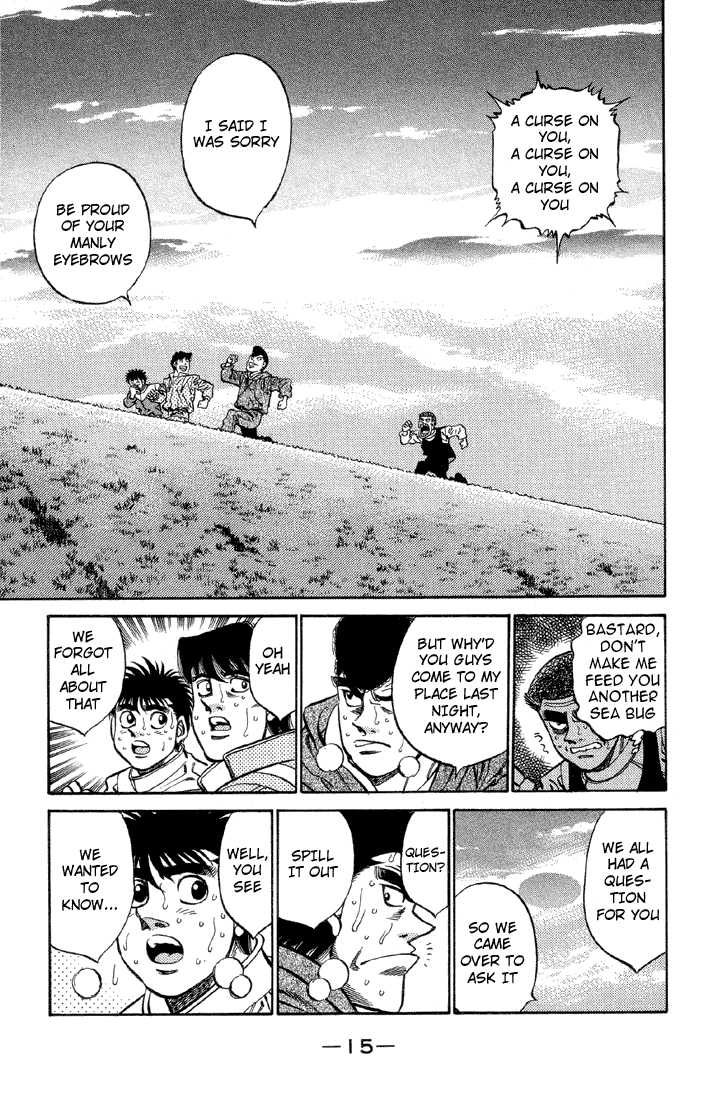 A CURSE ON
YOU,
A CURSE ON
YOU,
A CURSE ON
YOU
I SAID I
WAS SORRY
BE PROUD
OF YOUR
MANLY
EYEBROWS
BASTARD,
DON'T
MAKE ME
FEED YOU
ANOTHER
SEA BUG
BUT WHY'D
YOU GUYS
COME TO MY
PLACE LAST
NIGHT,
ANYWAY?
OH
YEAH
WE
FORGOT
ALL
ABOUT
THAT
WE ALL
HAD A
QUES-
TION
FOR YOU
SO WE
CAME
OVER TO
ASK IT
QUES-
TION?
SPILL
IT OUT
WELL,
YOU
SEE
WE
WANTED
TO
KNOW...
—15—